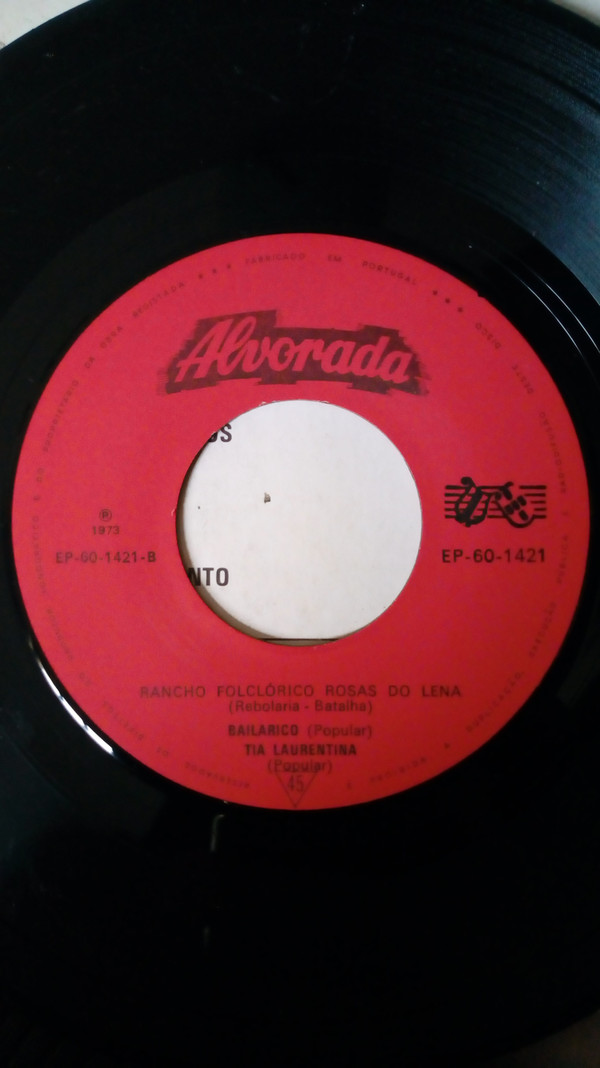 ★ ★ ★ FABRICADO EM PORTUGAL ★ ★ ★
Alvorada
OS
NTO
℗
1973
EP-60-1421-B
EP-60-1421
RANCHO FOLCLÓRICO ROSAS DO LENA
(Rebolaria - Batalha)
BAILARICO (Popular)
TIA LAURENTINA
(Popular)
45